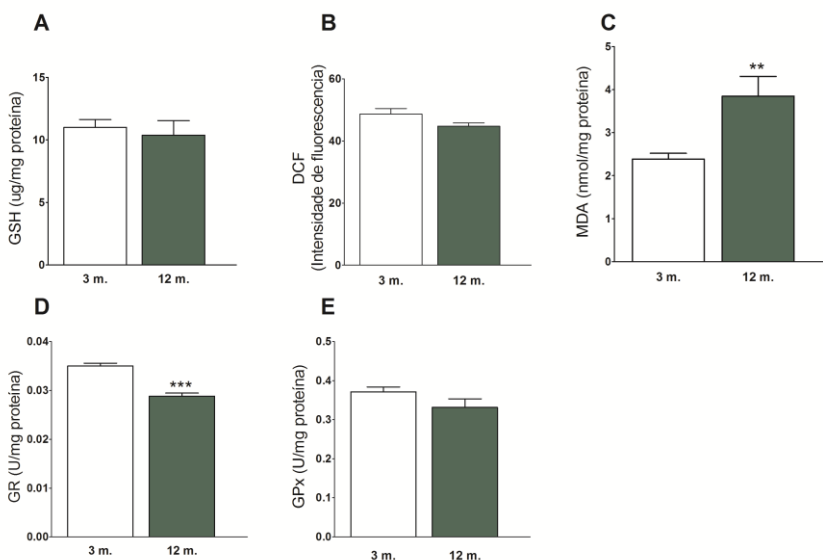 A
GSH (ug/mg proteína)
15
10
5
0
3 m.
12 m.
B
DCF
(Intensidade de fluorescencia)
60
40
20
0
3 m.
12 m.
C
MDA (nmol/mg proteína)
5
4
3
2
1
0
**
3 m.
12 m.
D
GR (U/mg proteína)
0.04
0.03
0.02
0.01
0.00
***
3 m.
12 m.
E
GPx (U/mg proteína)
0.5
0.4
0.3
0.2
0.1
0.0
3 m.
12 m.